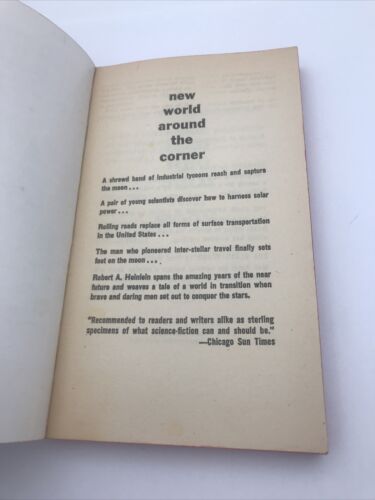 new
world
around
the
corner
A shrewd band of industrial tycoons reach and capture
the moon...
A pair of young scientists discover how to harness solar
power...
Rolling roads replace all forms of surface transportation
in the United States...
The man who pioneered inter-stellar travel finally sets
foot on the moon....
Robert A. Heinlein spans the amazing years of the near
future and weaves a tale of a world in transition when
brave and daring men set out to conquer the stars.
"Recommended to readers and writers alike as sterling
specimens of what science-fiction can and should be."
—Chicago Sun Times